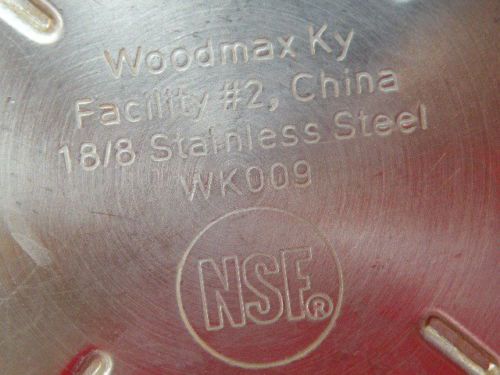 Woodmax Ky
Facility #2, China
18/8 Stainless Steel
WK009
NSF®